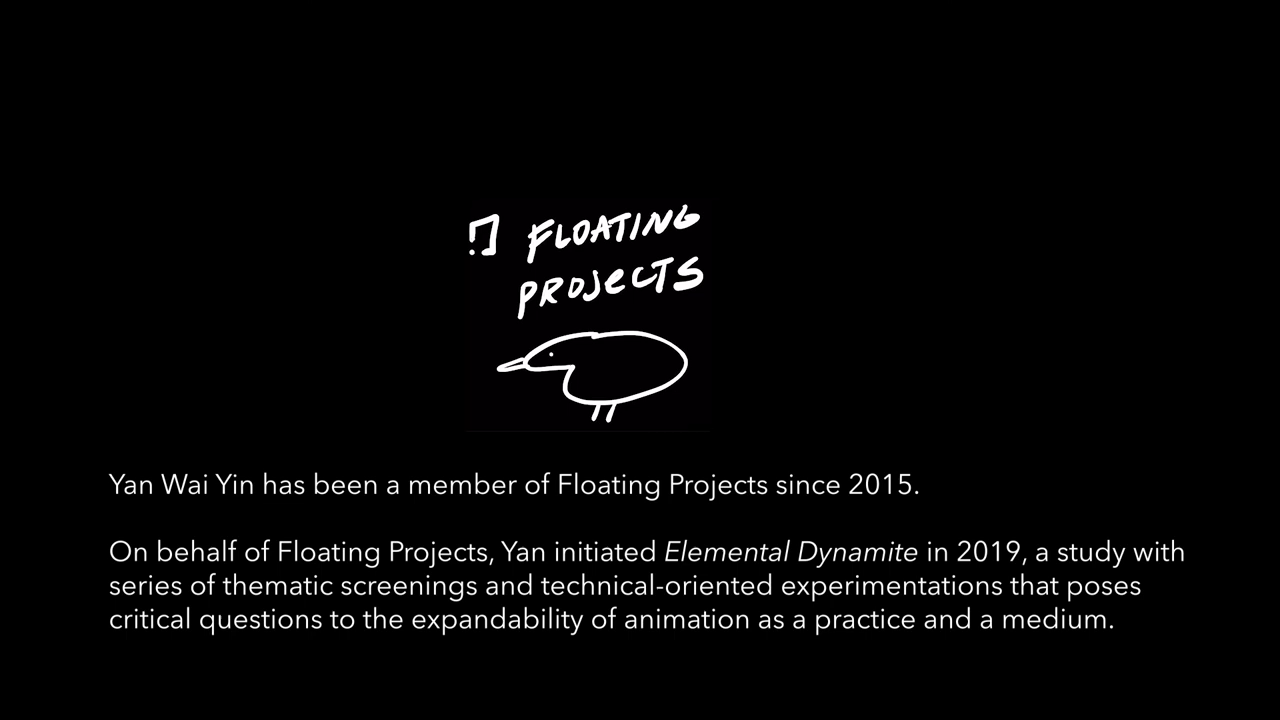 FLOATING
PROJECTS
Yan Wai Yin has been a member of Floating Projects since 2015.
On behalf of Floating Projects, Yan initiated Elemental Dynamite in 2019, a study with
series of thematic screenings and technical-oriented experimentations that poses
critical questions to the expandability of animation as a practice and a medium.